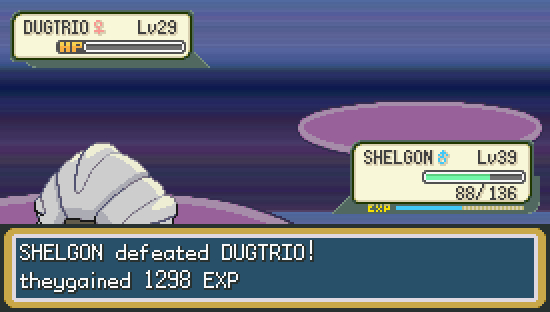 DUGTRIO♀ Lv29
HP
SHELGON♂ Lv39
88/136
EXP
SHELGON defeated DUGTRIO!
theygained 1298 EXP